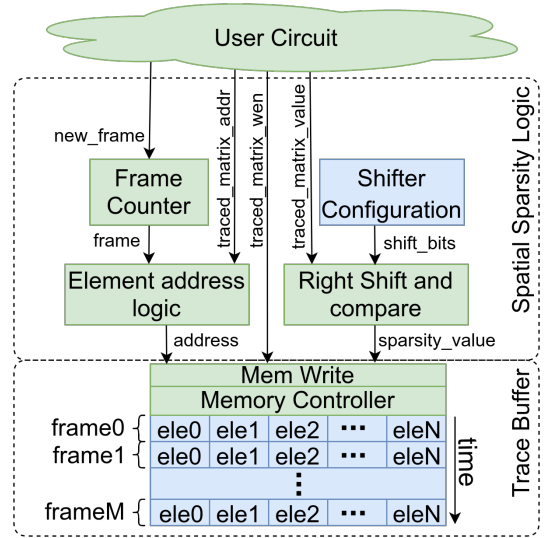 User Circuit
new_frame
traced_matrix_addr
traced_matrix_wen
traced_matrix_value
Spatial Sparsity Logic
Frame
Counter
Shifter
Configuration
frame
shift_bits
Element address
logic
Right Shift and
compare
address
sparsity_value
Mem Write
Memory Controller
frame0 ele0 ele1 ele2 ... eleN
frame1 ele0 ele1 ele2 ... eleN
⋮
frameM ele0 ele1 ele2 ... eleN
time
Trace Buffer